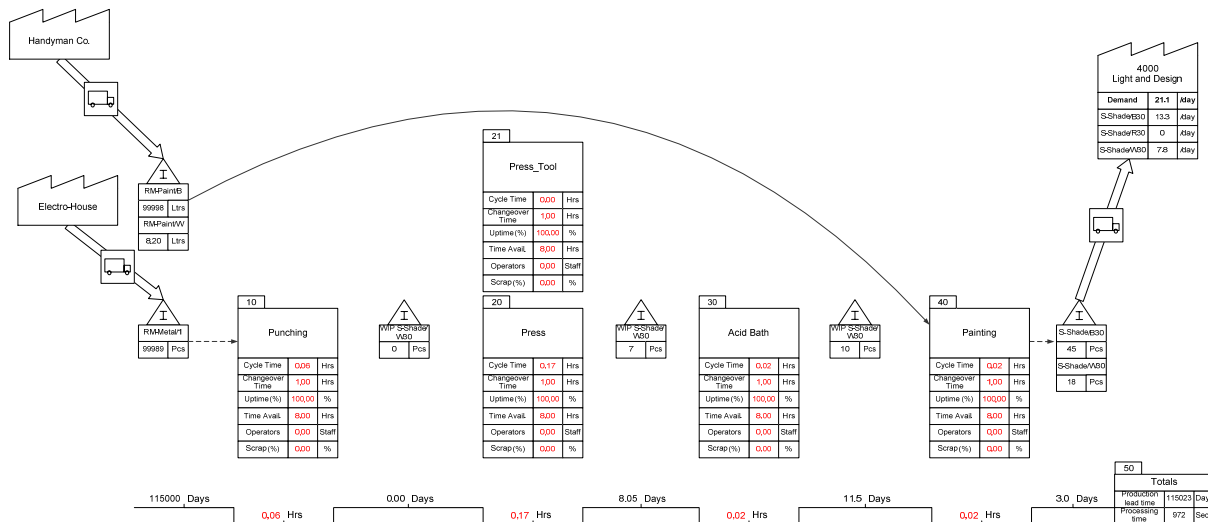 Handyman Co.
4000
Light and Design
Demand 21.1 /day
S-Shade/B30 13.3 /day
S-Shade/R30 0 /day
S-Shade/W30 7.8 /day
21
Press_Tool
Cycle Time 0,00 Hrs
Changeover Time 1,00 Hrs
Uptime(%) 100,00 %
Time Avail. 8,00 Hrs
Operators 0,00 Staff
Scrap(%) 0,00 %
I
RM-Paint/B
99998 Ltrs
RM-Paint/W
8,20 Ltrs
Electro-House
I
RM-Metal/1
99989 Pcs
10
Punching
Cycle Time 0,06 Hrs
Changeover Time 1,00 Hrs
Uptime(%) 100,00 %
Time Avail. 8,00 Hrs
Operators 0,00 Staff
Scrap(%) 0,00 %
I
WIP S-Shade/W30
0 Pcs
20
Press
Cycle Time 0,17 Hrs
Changeover Time 1,00 Hrs
Uptime(%) 100,00 %
Time Avail. 8,00 Hrs
Operators 0,00 Staff
Scrap(%) 0,00 %
I
WIP S-Shade/W30
7 Pcs
30
Acid Bath
Cycle Time 0,02 Hrs
Changeover Time 1,00 Hrs
Uptime(%) 100,00 %
Time Avail. 8,00 Hrs
Operators 0,00 Staff
Scrap(%) 0,00 %
I
WIP S-Shade/W30
10 Pcs
40
Painting
Cycle Time 0,02 Hrs
Changeover Time 1,00 Hrs
Uptime(%) 100,00 %
Time Avail. 8,00 Hrs
Operators 0,00 Staff
Scrap(%) 0,00 %
I
S-Shade/B30
45 Pcs
S-Shade/W30
18 Pcs
115000 Days
0,06 Hrs
0.00 Days
0,17 Hrs
8.05 Days
0,02 Hrs
11.5 Days
0,02 Hrs
3.0 Days
50
Totals
Production lead time 115023 Day
Processing time 972 Sec